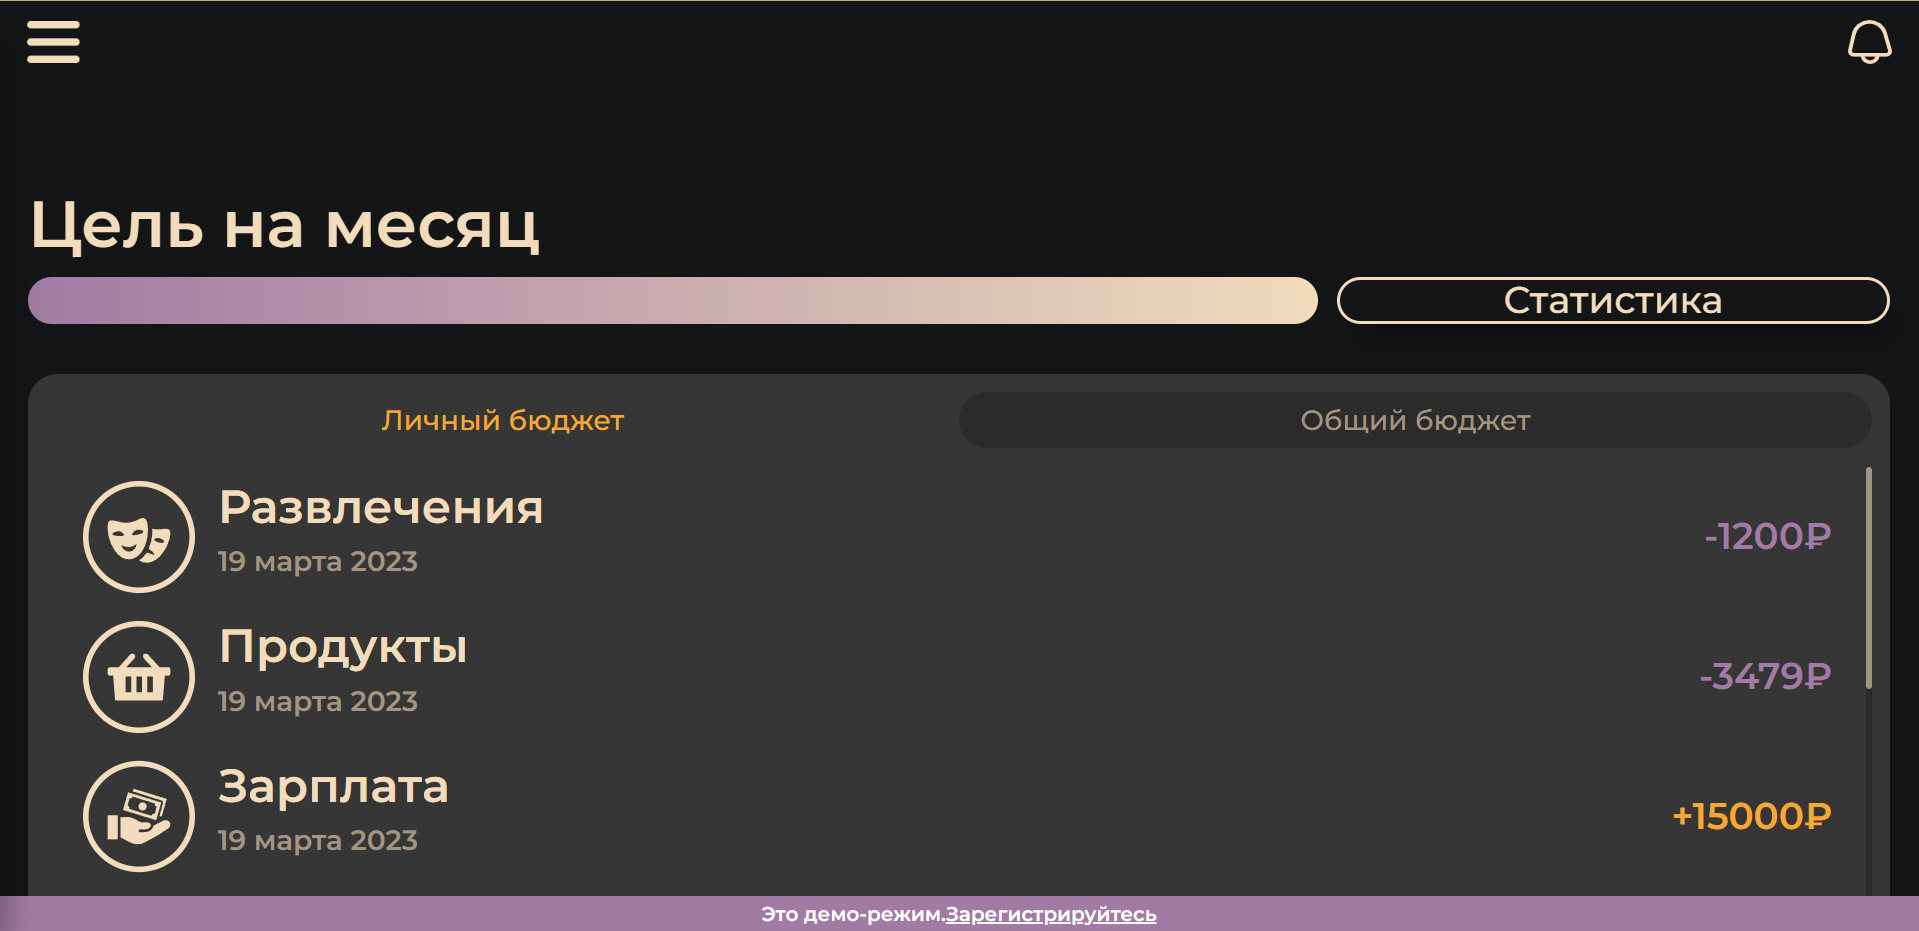 Цель на месяц
Статистика
Личный бюджет
Общий бюджет
Развлечения
19 марта 2023
-1200₽
Продукты
19 марта 2023
-3479₽
Зарплата
19 марта 2023
+15000₽
Это демо-режим.Зарегистрируйтесь